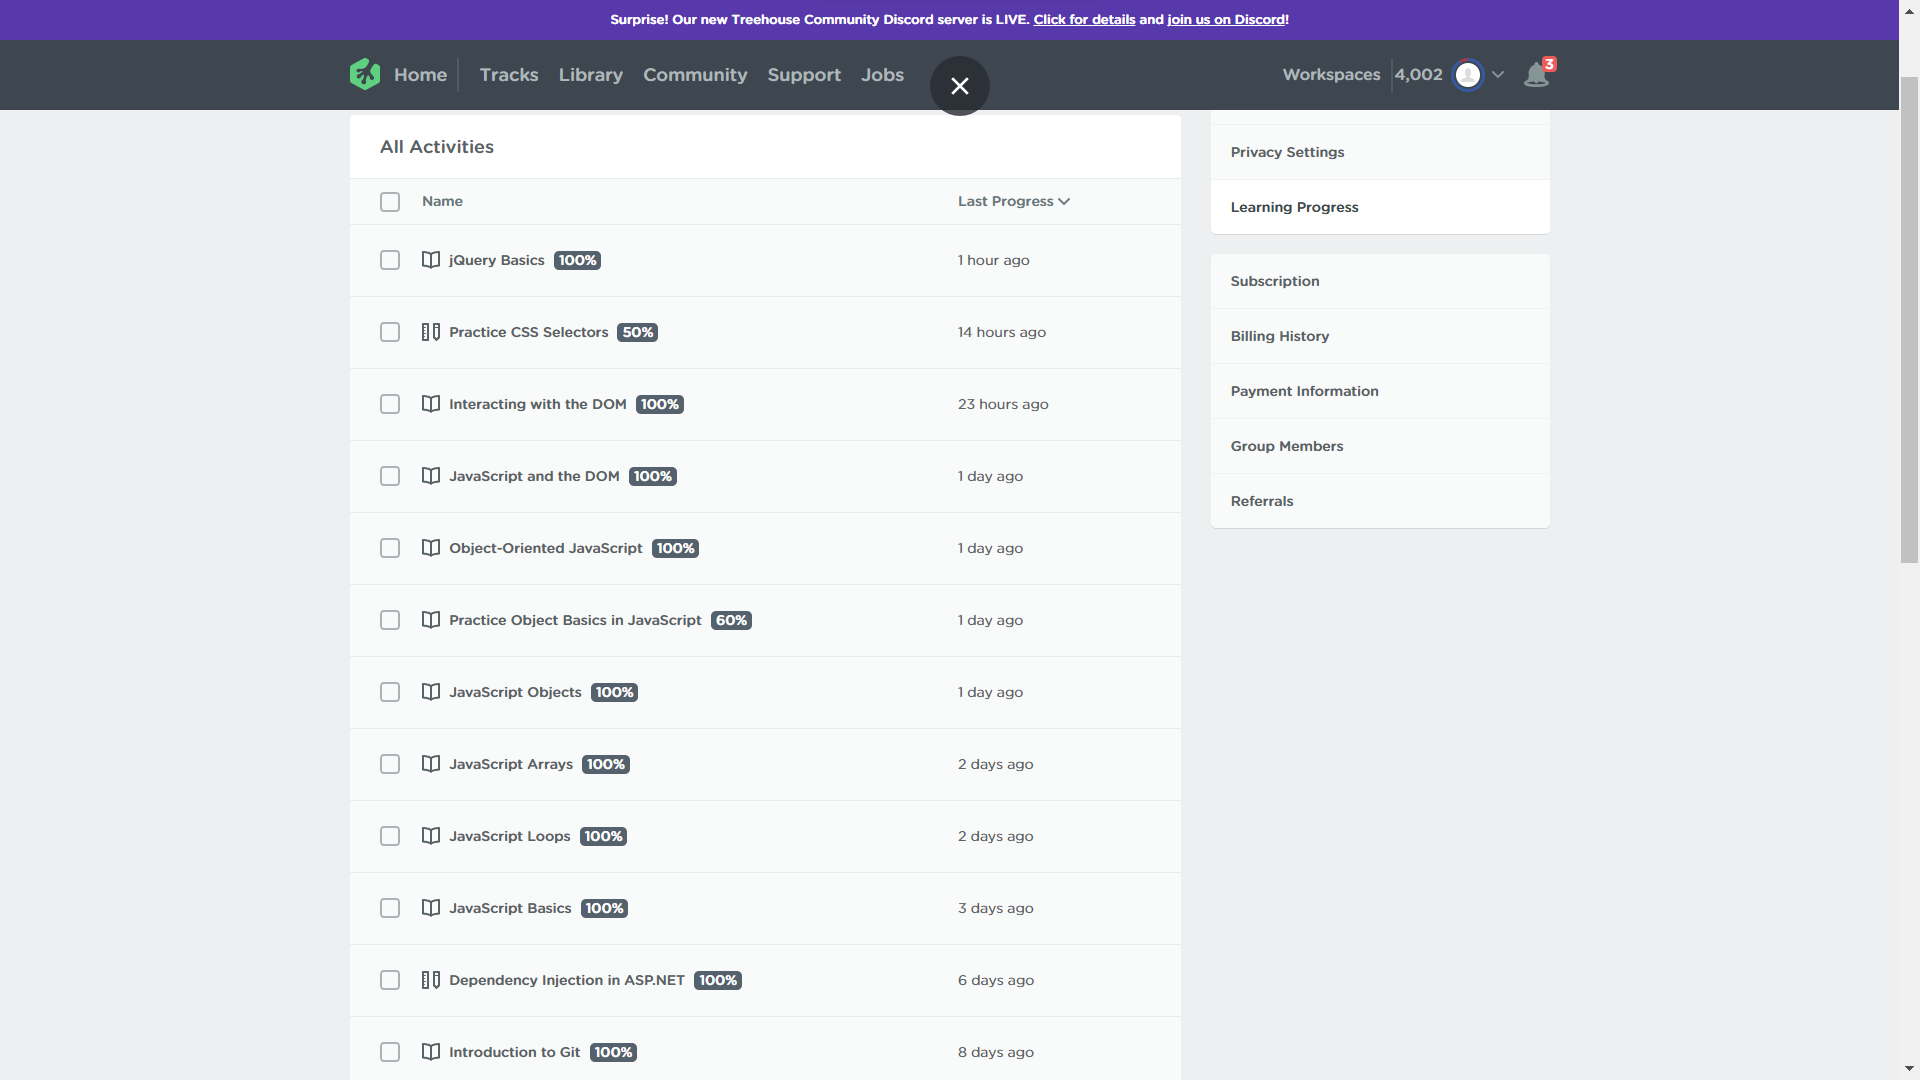 Surprise! Our new Treehouse Community Discord server is LIVE. Click for details and join us on Discord!
Home Tracks Library Community Support Jobs Workspaces 4,002 3
All Activities
Name Last Progress
jQuery Basics 100% 1 hour ago
Practice CSS Selectors 50% 14 hours ago
Interacting with the DOM 100% 23 hours ago
JavaScript and the DOM 100% 1 day ago
Object-Oriented JavaScript 100% 1 day ago
Practice Object Basics in JavaScript 60% 1 day ago
JavaScript Objects 100% 1 day ago
JavaScript Arrays 100% 2 days ago
JavaScript Loops 100% 2 days ago
JavaScript Basics 100% 3 days ago
Dependency Injection in ASP.NET 100% 6 days ago
Introduction to Git 100% 8 days ago
Privacy Settings
Learning Progress
Subscription
Billing History
Payment Information
Group Members
Referrals